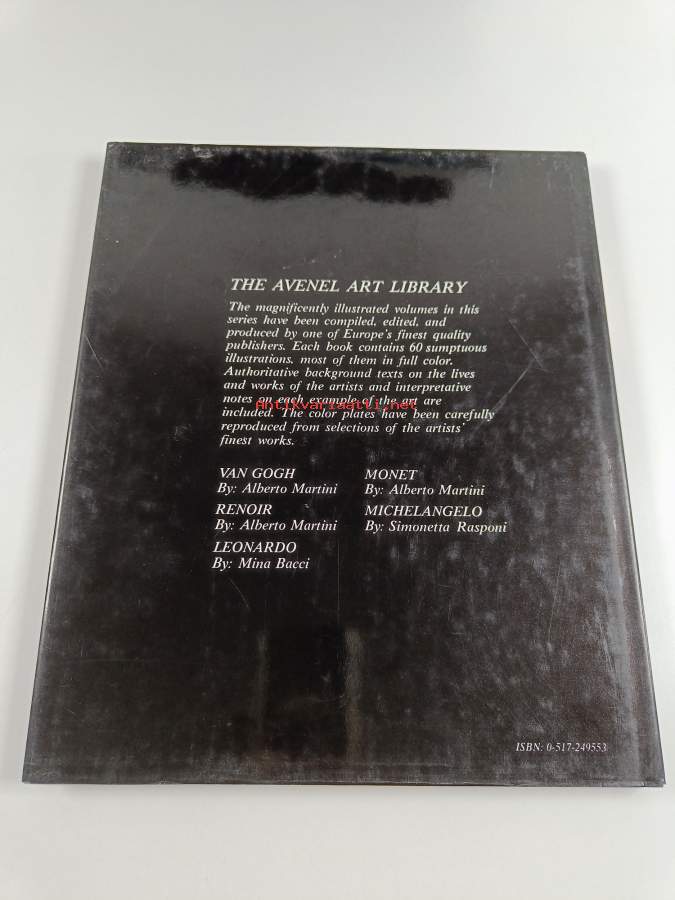 THE AVENEL ART LIBRARY
The magnificently illustrated volumes in this
series have been compiled, edited, and
produced by one of Europe's finest quality
publishers. Each book contains 60 sumptuous
illustrations, most of them in full color.
Authoritative background texts on the lives
and works of the artists and interpretative
notes on each example of the art are
Antikvariaatti.net
included. The color plates have been carefully
reproduced from selections of the artists'
finest works.
VAN GOGH
By: Alberto Martini
RENOIR
By: Alberto Martini
LEONARDO
By: Mina Bacci
MONET
By: Alberto Martini
MICHELANGELO
By: Simonetta Rasponi
ISBN: 0-517-249553